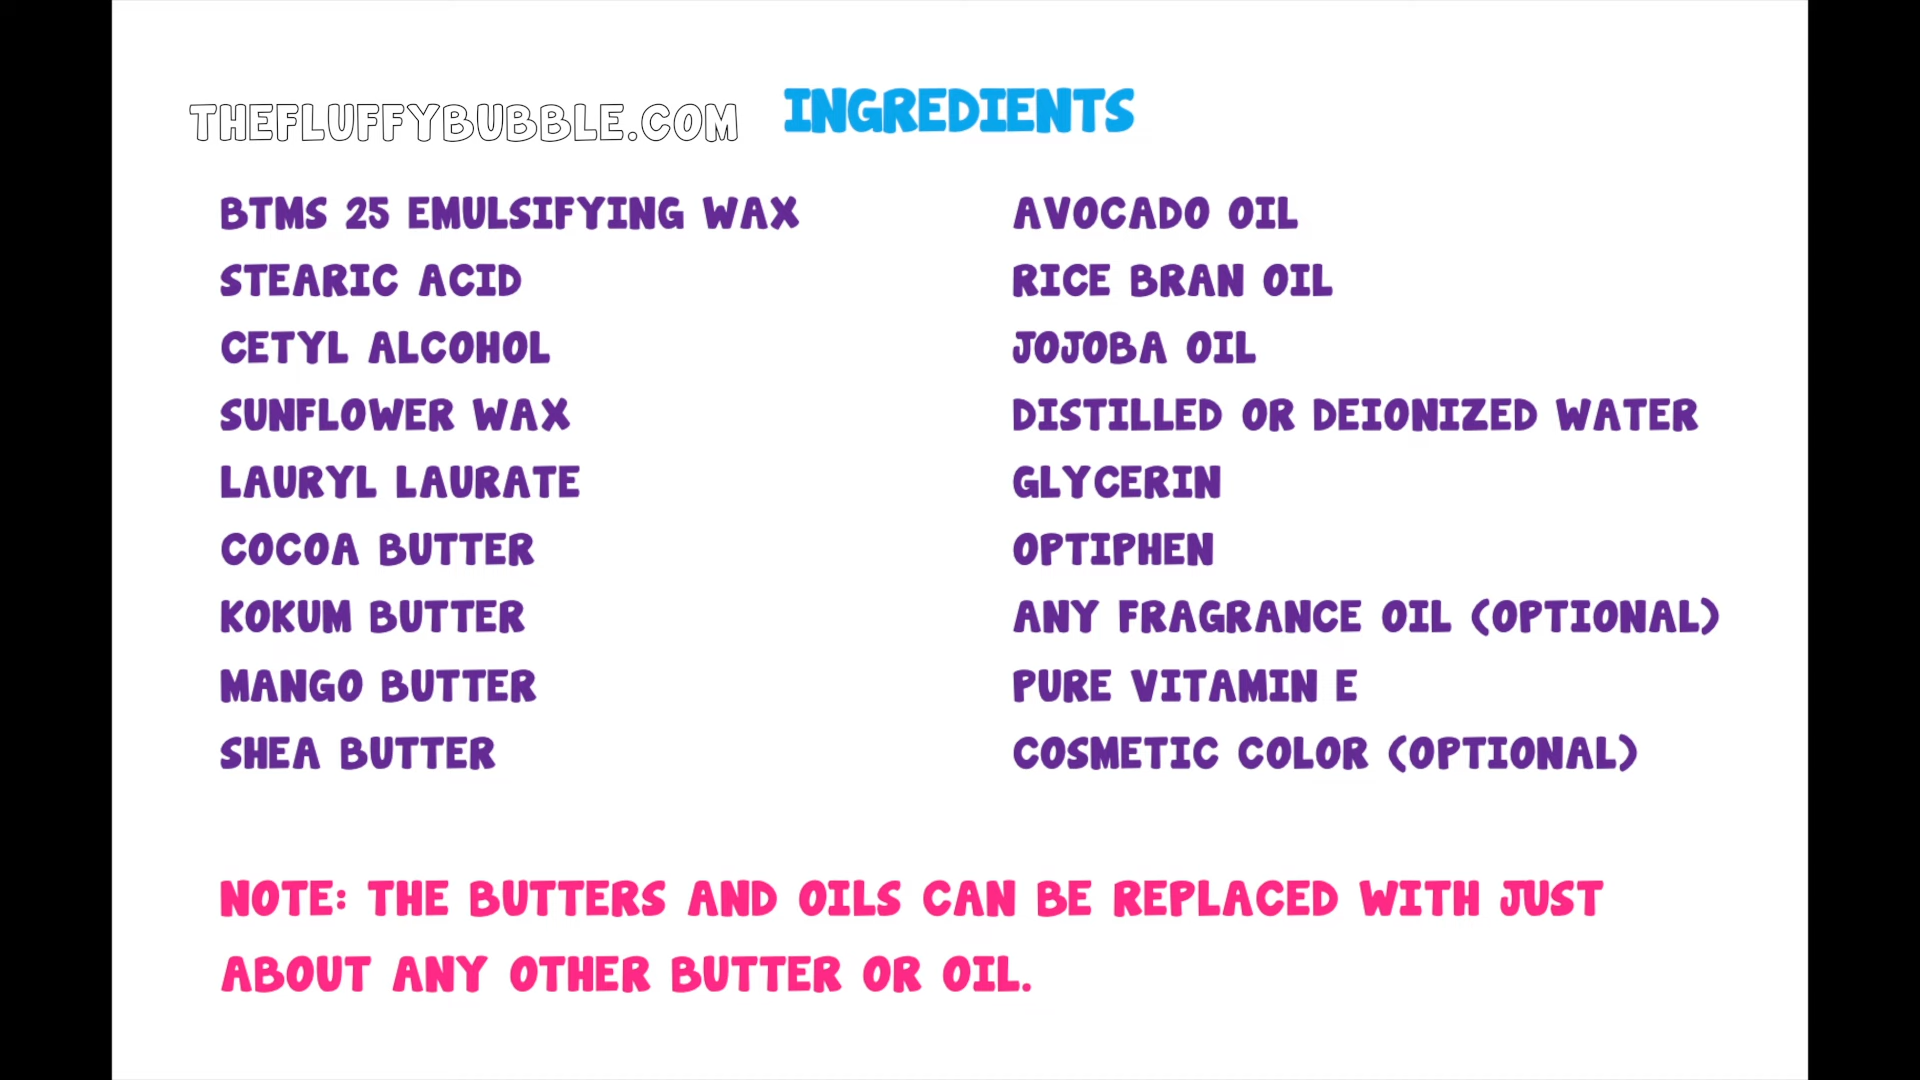 THEFLUFFYBUBBLE.COM
INGREDIENTS
BTMS 25 EMULSIFYING WAX
STEARIC ACID
CETYL ALCOHOL
SUNFLOWER WAX
LAURYL LAURATE
COCOA BUTTER
KOKUM BUTTER
MANGO BUTTER
SHEA BUTTER
AVOCADO OIL
RICE BRAN OIL
JOJOBA OIL
DISTILLED OR DEIONIZED WATER
GLYCERIN
OPTIPHEN
ANY FRAGRANCE OIL (OPTIONAL)
PURE VITAMIN E
COSMETIC COLOR (OPTIONAL)
NOTE: THE BUTTERS AND OILS CAN BE REPLACED WITH JUST
ABOUT ANY OTHER BUTTER OR OIL.